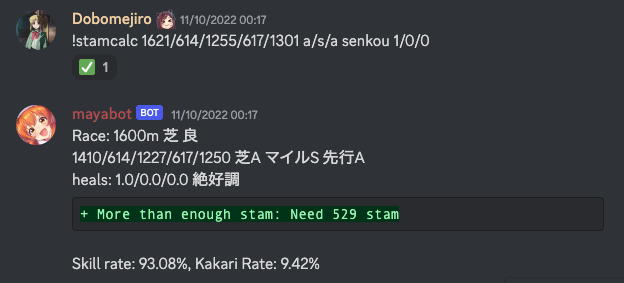 Dobomejiro 11/10/2022 00:17
!stamcalc 1621/614/1255/617/1301 a/s/a senkou 1/0/0
1
mayabot BOT 11/10/2022 00:17
Race: 1600m 芝 良
1410/614/1227/617/1250 芝A マイルS 先行A
heals: 1.0/0.0/0.0 絶好調
+ More than enough stam: Need 529 stam
Skill rate: 93.08%, Kakari Rate: 9.42%